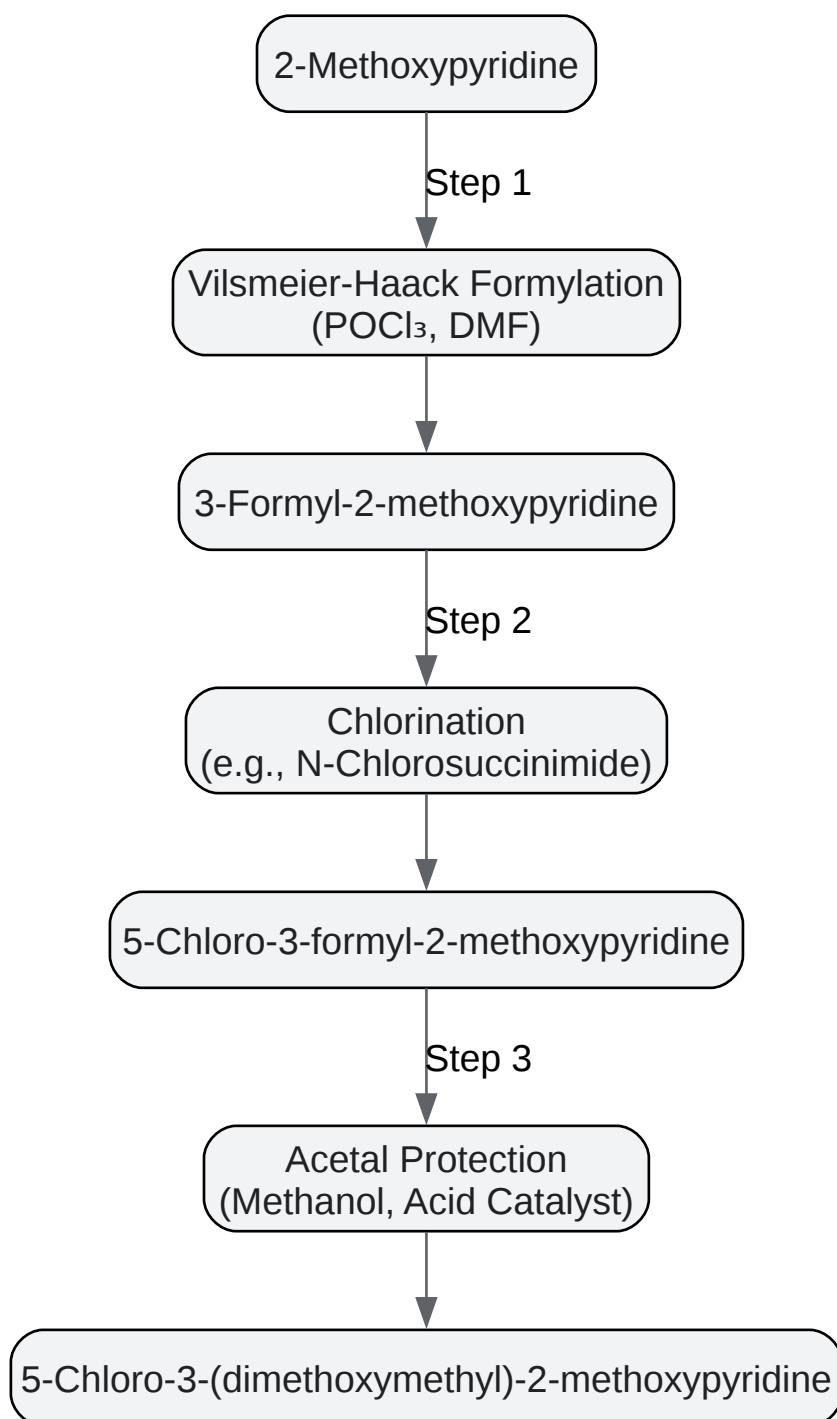 2-Methoxypyridine
Step 1
Vilsmeier-Haack Formylation
(POCl₃, DMF)
3-Formyl-2-methoxypyridine
Step 2
Chlorination
(e.g., N-Chlorosuccinimide)
5-Chloro-3-formyl-2-methoxypyridine
Step 3
Acetal Protection
(Methanol, Acid Catalyst)
5-Chloro-3-(dimethoxymethyl)-2-methoxypyridine